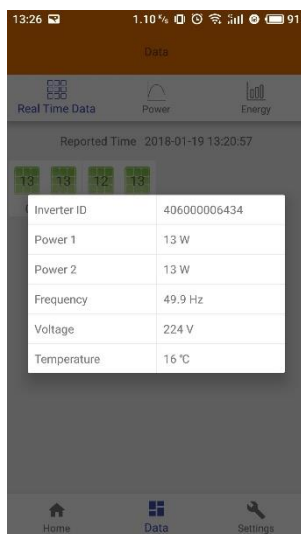 13:26 1.10 ᴷ/s 91
Data
Real Time Data Power Energy
Reported Time 2018-01-19 13:20:57
13 13 12 13
Inverter ID 406000006434
Power 1 13 W
Power 2 13 W
Frequency 49.9 Hz
Voltage 224 V
Temperature 16 ℃
Home Data Settings